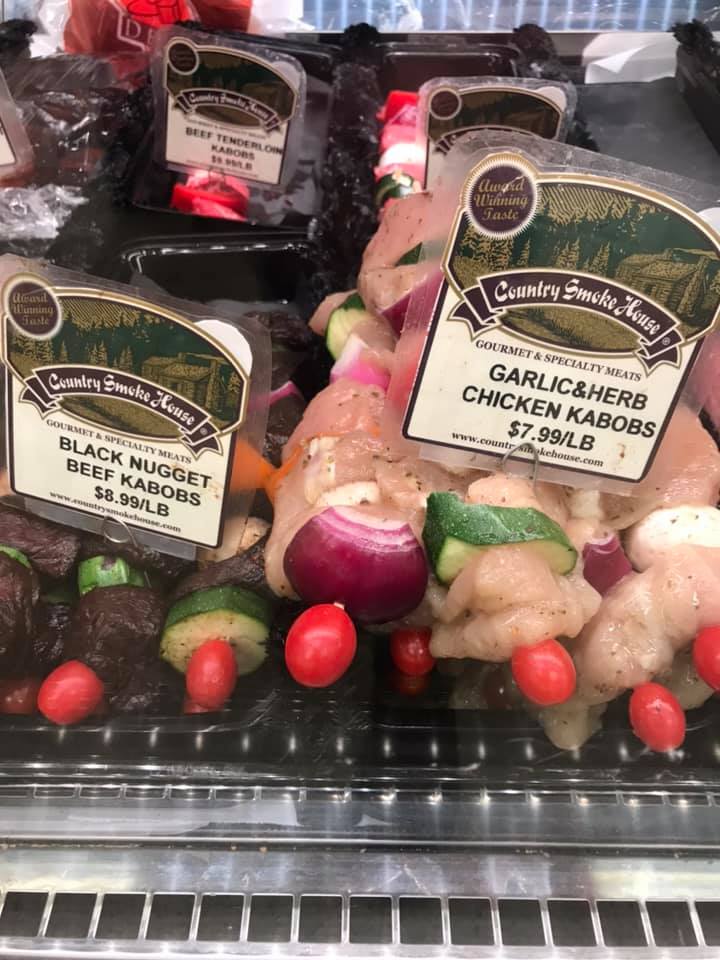 Country Smoke House
BEEF TENDERLOIN
KABOBS
Award
Winning
Taste
Country Smoke House®
GOURMET & SPECIALTY MEATS
GARLIC&HERB
CHICKEN KABOBS
$7.99/LB
www.countrysmokehouse.com
Award
Winning
Taste
Country Smoke House®
GOURMET & SPECIALTY MEATS
BLACK NUGGET
BEEF KABOBS
$8.99/LB
www.countrysmokehouse.com